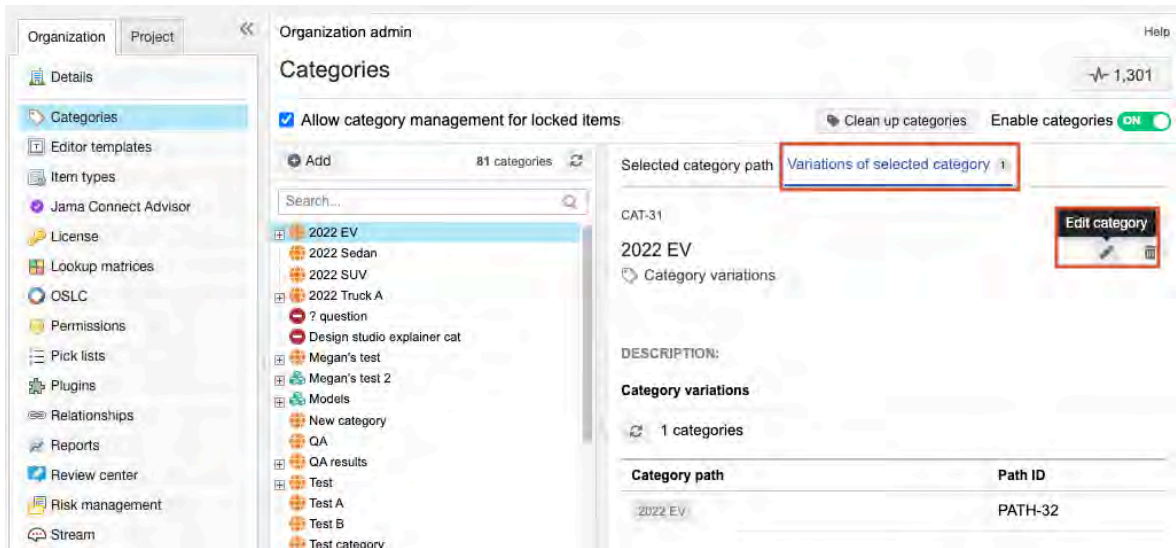 Organization Project
Details
Categories
Editor templates
Item types
Jama Connect Advisor
License
Lookup matrices
OSLC
Permissions
Pick lists
Plugins
Relationships
Reports
Review center
Risk management
Stream
Organization admin
Help
Categories
1,301
Allow category management for locked items
Clean up categories
Enable categories ON
Add
81 categories
Search...
2022 EV
2022 Sedan
2022 SUV
2022 Truck A
? question
Design studio explainer cat
Megan's test
Megan's test 2
Models
New category
QA
QA results
Test
Test A
Test B
Test category
Selected category path
Variations of selected category 1
CAT-31
Edit category
2022 EV
Category variations
DESCRIPTION:
Category variations
1 categories
Category path Path ID
2022 EV PATH-32